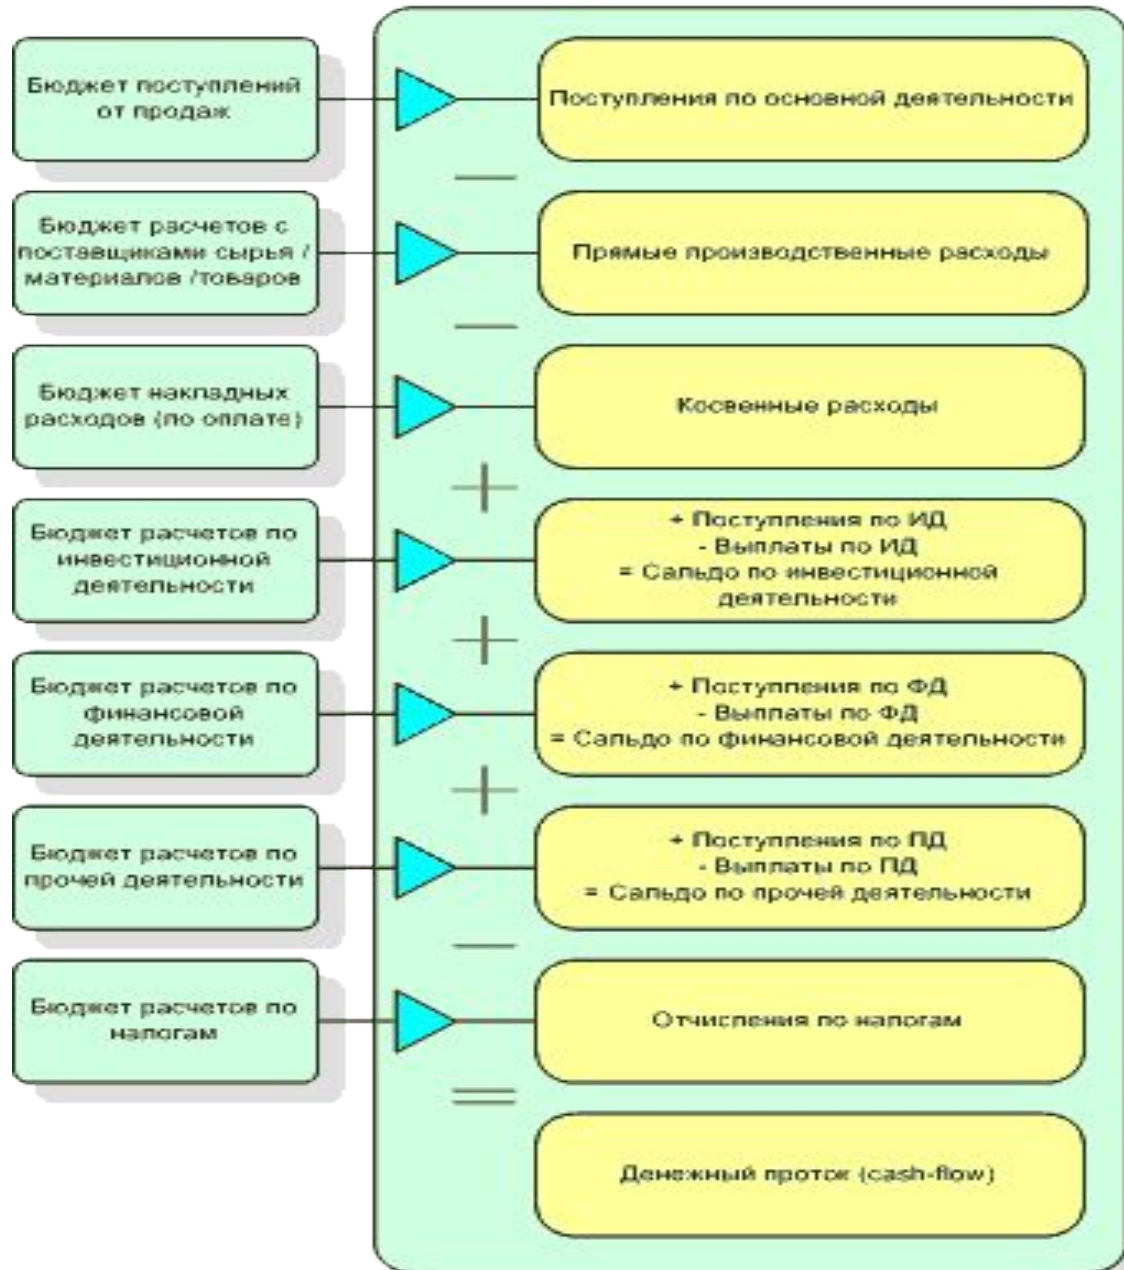 Бюджет поступлений
от продаж
Поступления по основной деятельности
—
Бюджет расчетов с
поставщиками сырья /
материалов /товаров
Прямые производственные расходы
—
Бюджет накладных
расходов (по оплате)
Косвенные расходы
+
Бюджет расчетов по
инвестиционной
деятельности
+ Поступления по ИД
- Выплаты по ИД
= Сальдо по инвестиционной
деятельности
+
Бюджет расчетов по
финансовой
деятельности
+ Поступления по ФД
- Выплаты по ФД
= Сальдо по финансовой деятельности
+
Бюджет расчетов по
прочей деятельности
+ Поступления по ПД
- Выплаты по ПД
= Сальдо по прочей деятельности
—
Бюджет расчетов по
налогам
Отчисления по налогам
=
Денежный проток (cash-flow)